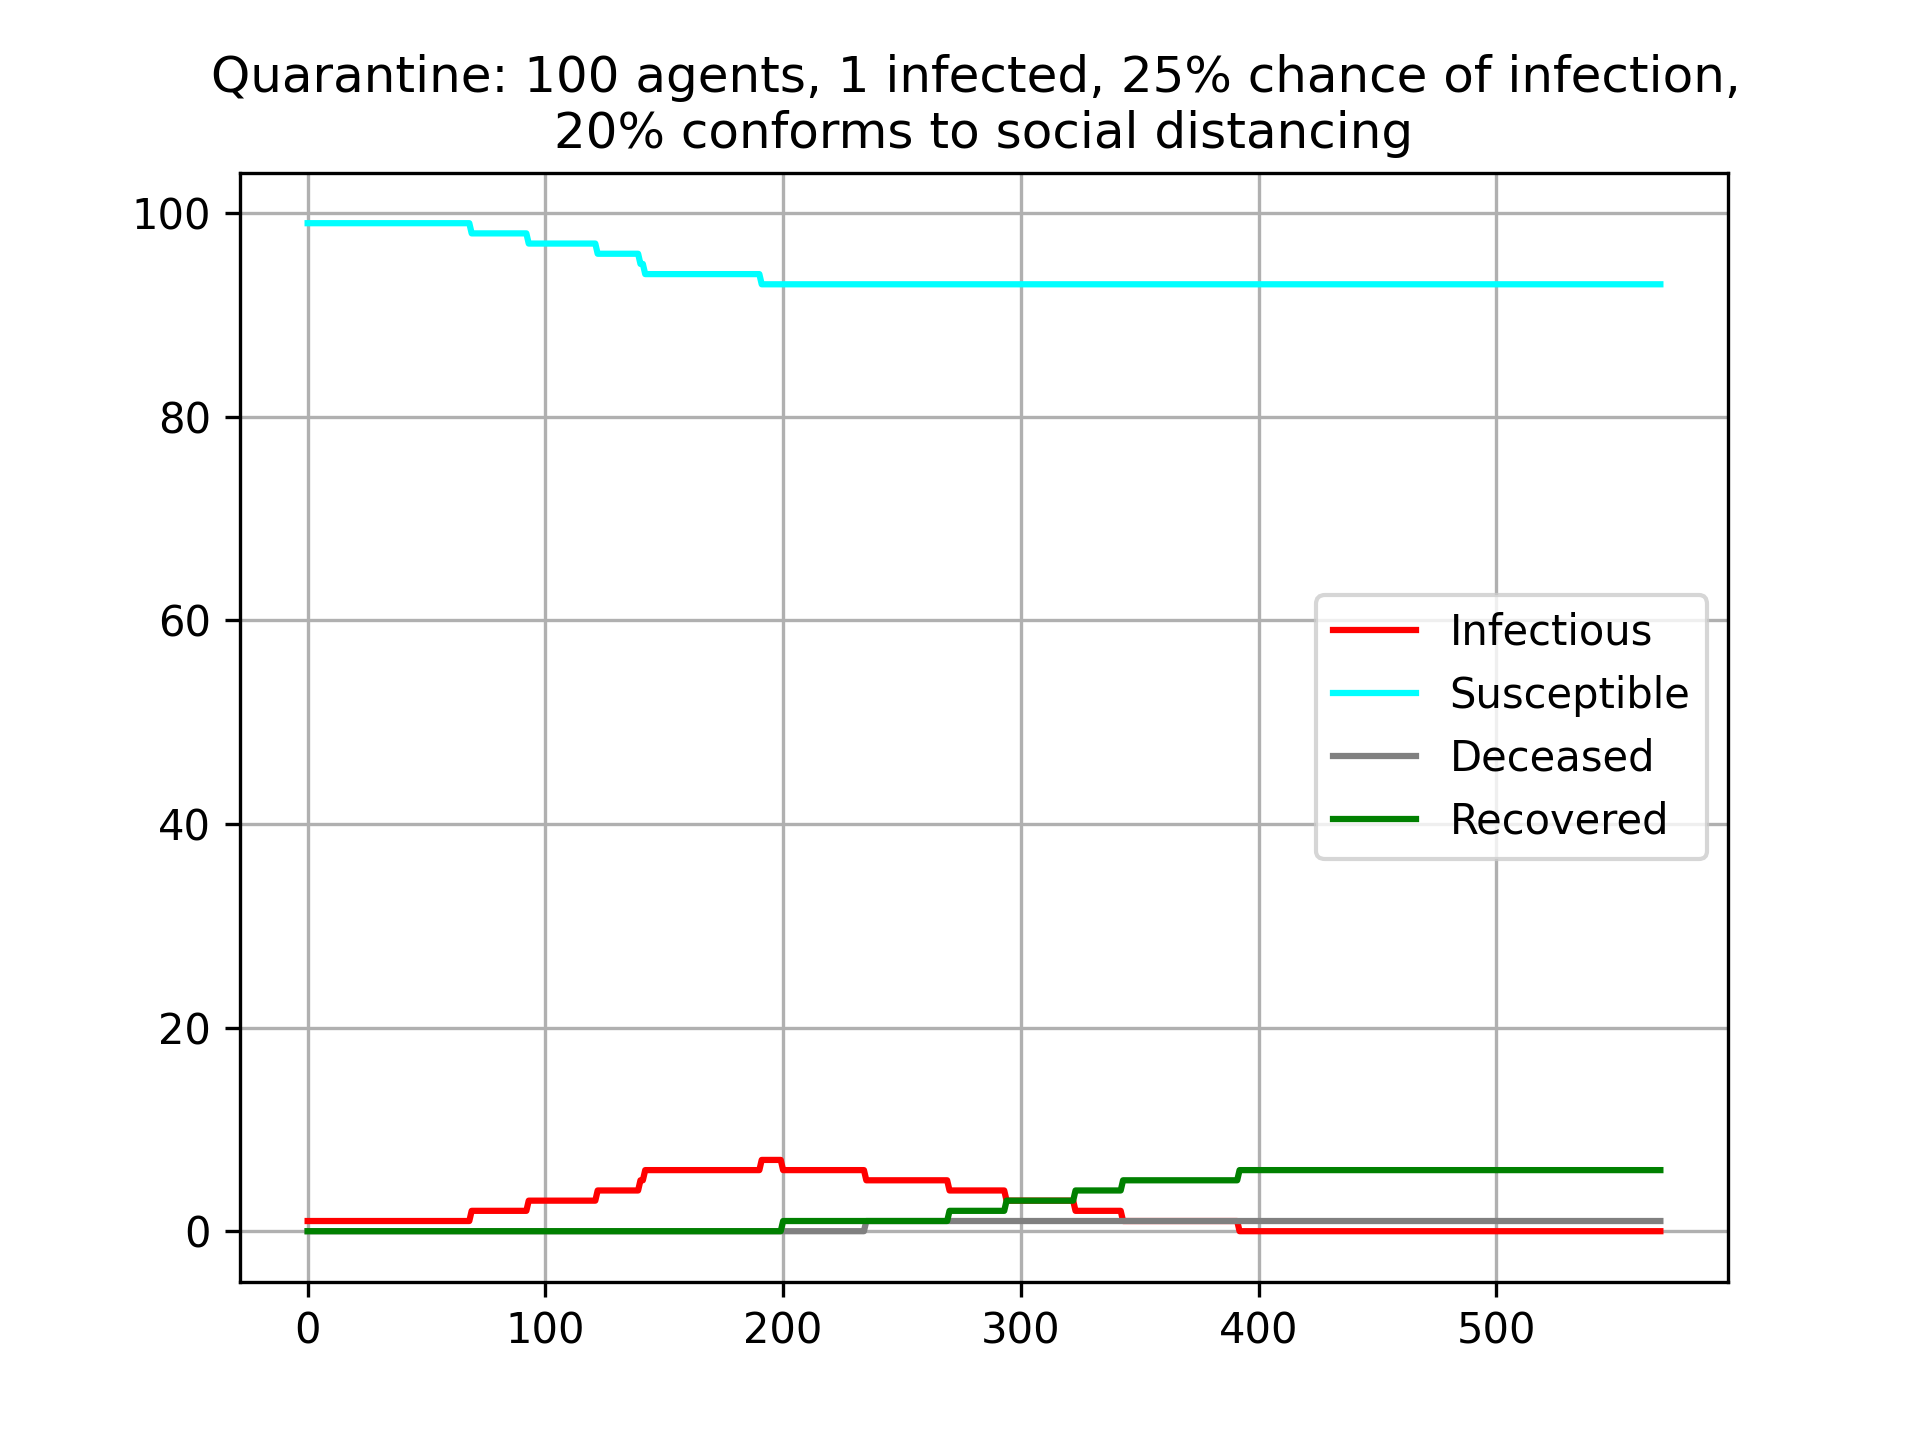 Quarantine: 100 agents, 1 infected, 25% chance of infection,
20% conforms to social distancing
100
80
60
40
20
0
Infectious
Susceptible
Deceased
Recovered
0 100 200 300 400 500